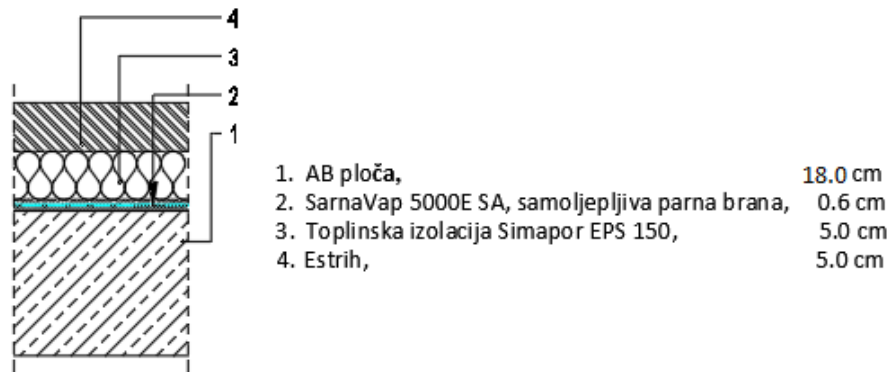 4
3
2
1
1. AB ploča, 18.0 cm
2. SarnaVap 5000E SA, samoljepljiva parna brana, 0.6 cm
3. Toplinska izolacija Simapor EPS 150, 5.0 cm
4. Estrih, 5.0 cm